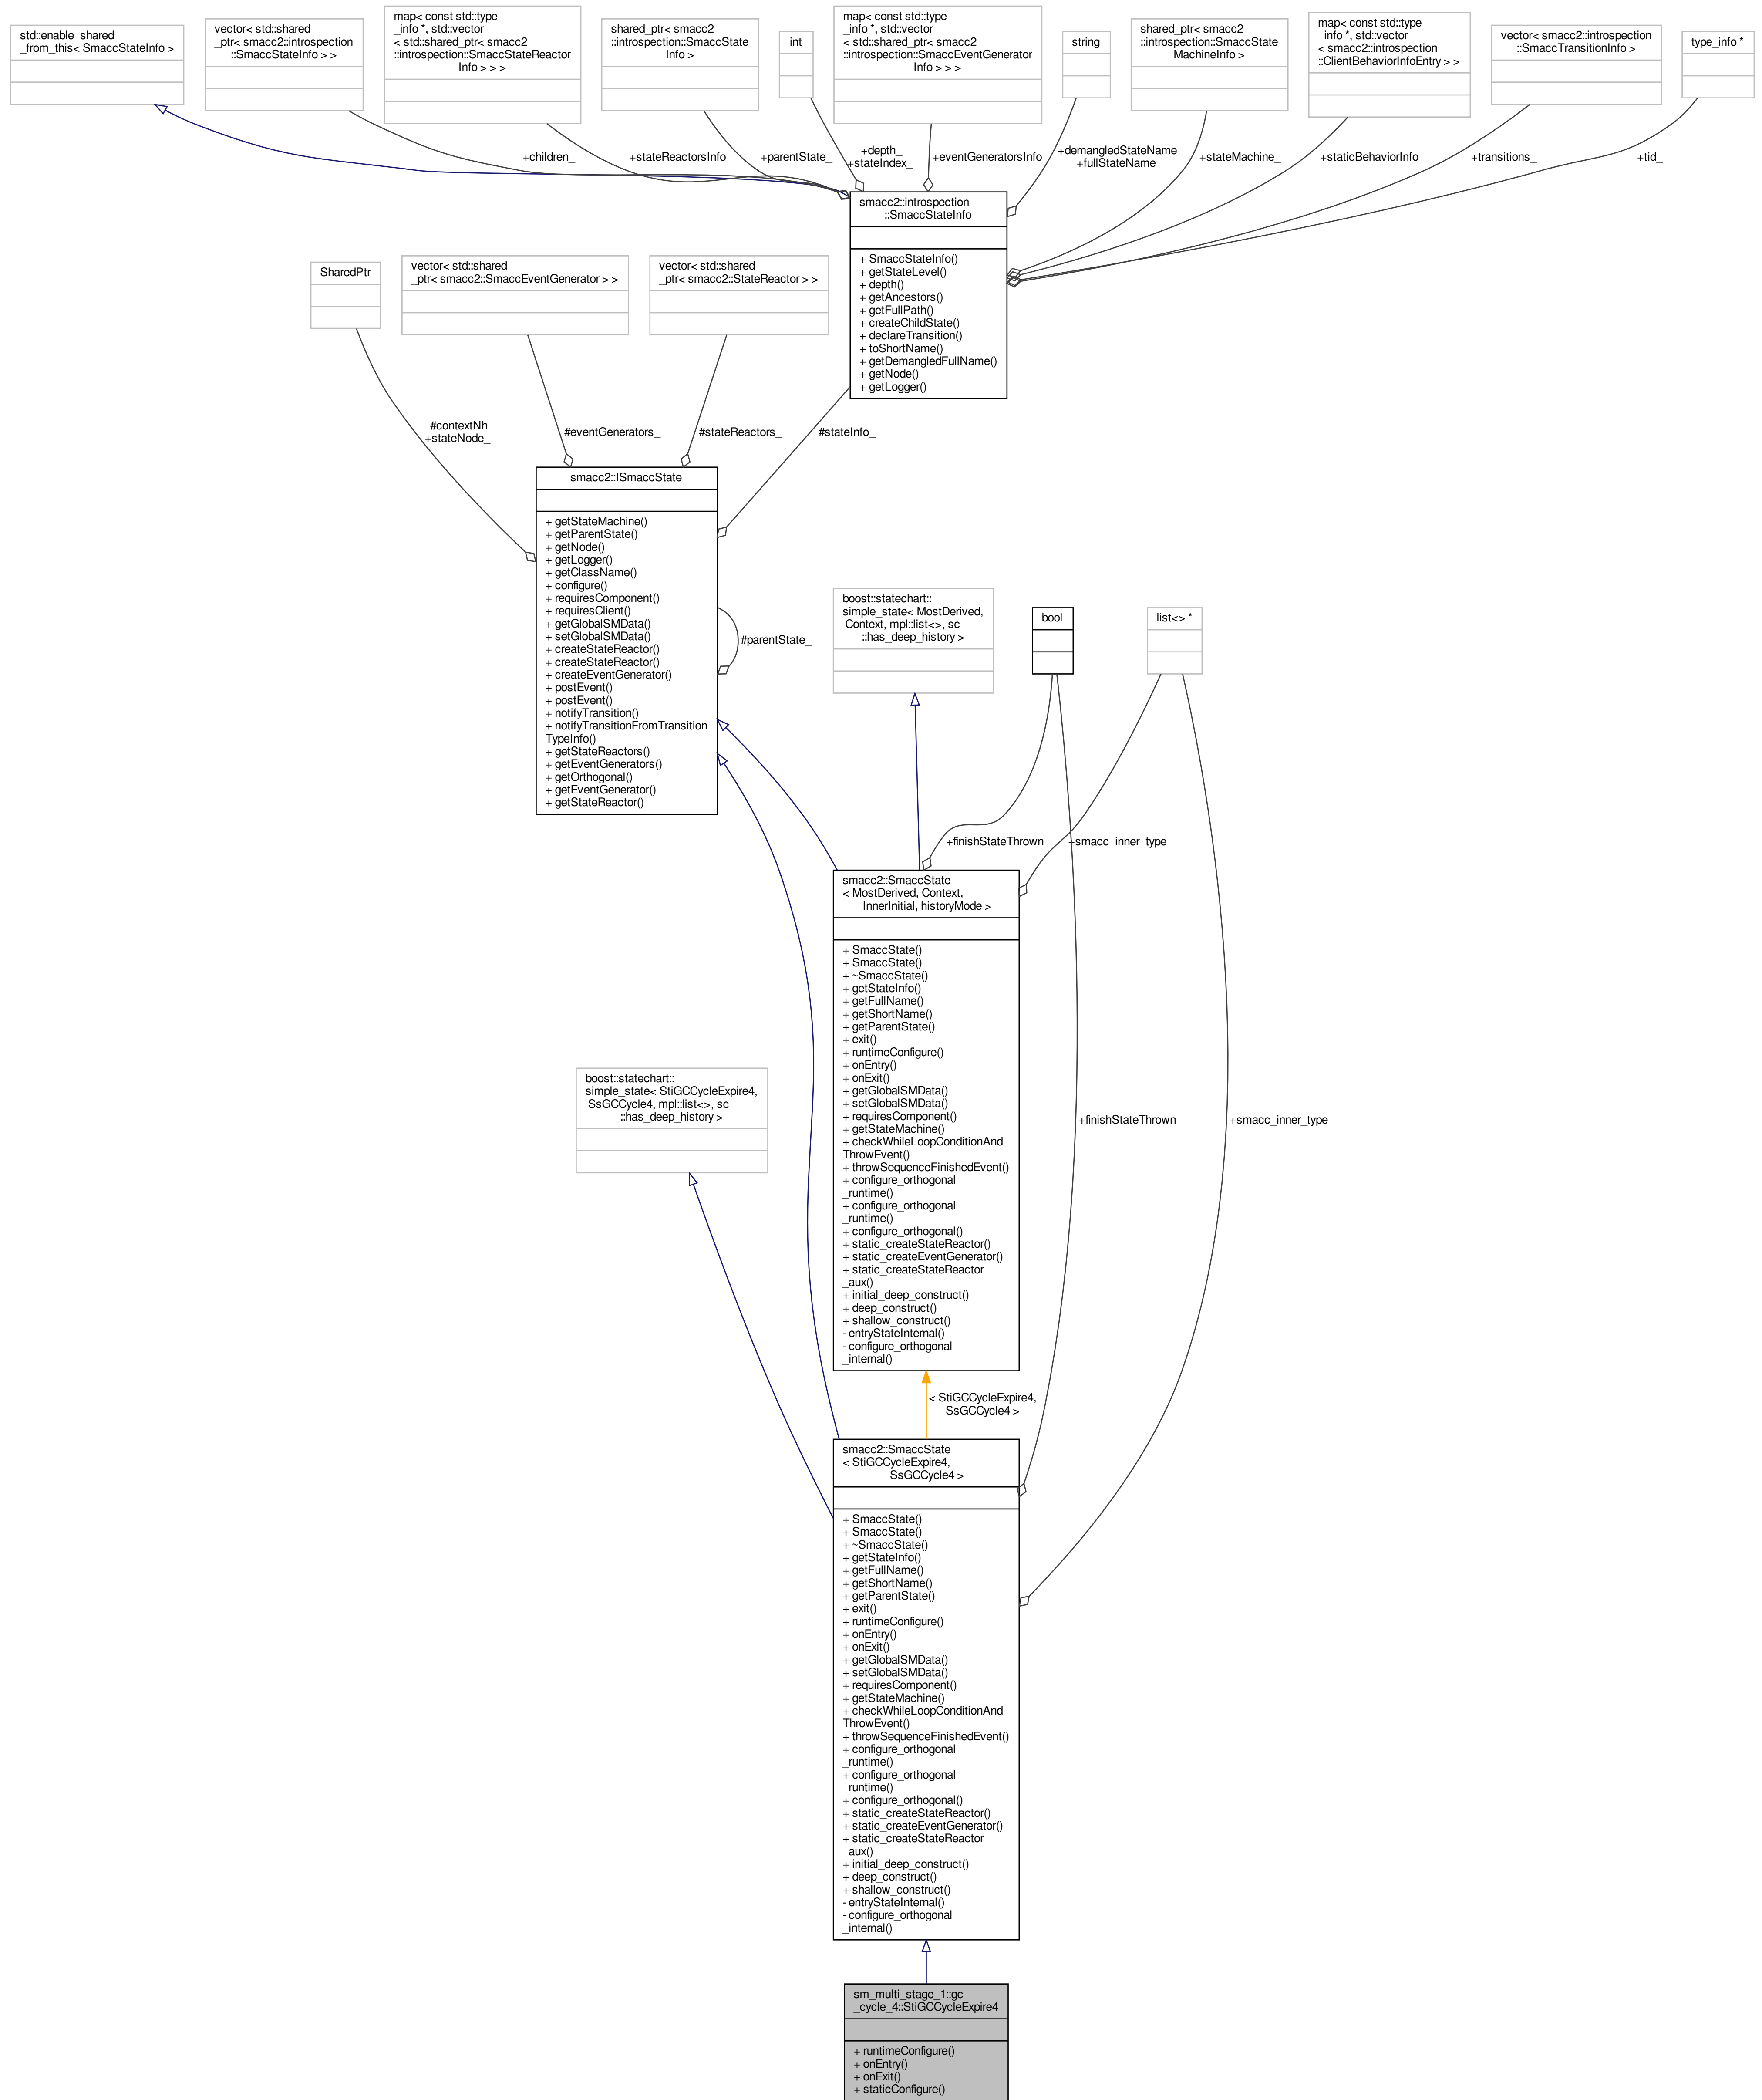 std::enable_shared
_from_this< SmaccStateInfo >
vector< std::shared
_ptr< smacc2::introspection
::SmaccStateInfo > >
map< const std::type
_info *, std::vector
< std::shared_ptr< smacc2
::introspection::SmaccStateReactor
Info > > >
shared_ptr< smacc2
::introspection::SmaccState
Info >
int
map< const std::type
_info *, std::vector
< std::shared_ptr< smacc2
::introspection::SmaccEventGenerator
Info > > >
string
shared_ptr< smacc2
::introspection::SmaccState
MachineInfo >
map< const std::type
_info *, std::vector
< smacc2::introspection
::ClientBehaviorInfoEntry > >
vector< smacc2::introspection
::SmaccTransitionInfo >
type_info *
+children_
+stateReactorsInfo
+parentState_
+depth_
+stateIndex_
+eventGeneratorsInfo
+demangledStateName
+fullStateName
+stateMachine_
+staticBehaviorInfo
+transitions_
+tid_
smacc2::introspection
::SmaccStateInfo
+ SmaccStateInfo()
+ getStateLevel()
+ depth()
+ getAncestors()
+ getFullPath()
+ createChildState()
+ declareTransition()
+ toShortName()
+ getDemangledFullName()
+ getNode()
+ getLogger()
SharedPtr
vector< std::shared
_ptr< smacc2::SmaccEventGenerator > >
vector< std::shared
_ptr< smacc2::StateReactor > >
#contextNh
+stateNode_
#eventGenerators_
#stateReactors_
#stateInfo_
smacc2::ISmaccState
+ getStateMachine()
+ getParentState()
+ getNode()
+ getLogger()
+ getClassName()
+ configure()
+ requiresComponent()
+ requiresClient()
+ getGlobalSMData()
+ setGlobalSMData()
+ createStateReactor()
+ createStateReactor()
+ createEventGenerator()
+ postEvent()
+ postEvent()
+ notifyTransition()
+ notifyTransitionFromTransition
TypeInfo()
+ getStateReactors()
+ getEventGenerators()
+ getOrthogonal()
+ getEventGenerator()
+ getStateReactor()
#parentState_
boost::statechart::
simple_state< MostDerived,
Context, mpl::list<>, sc
::has_deep_history >
bool
list<> *
+finishStateThrown
+smacc_inner_type
smacc2::SmaccState
< MostDerived, Context,
InnerInitial, historyMode >
+ SmaccState()
+ SmaccState()
+ ~SmaccState()
+ getStateInfo()
+ getFullName()
+ getShortName()
+ getParentState()
+ exit()
+ runtimeConfigure()
+ onEntry()
+ onExit()
+ getGlobalSMData()
+ setGlobalSMData()
+ requiresComponent()
+ getStateMachine()
+ checkWhileLoopConditionAnd
ThrowEvent()
+ throwSequenceFinishedEvent()
+ configure_orthogonal
_runtime()
+ configure_orthogonal
_runtime()
+ configure_orthogonal()
+ static_createStateReactor()
+ static_createEventGenerator()
+ static_createStateReactor
_aux()
+ initial_deep_construct()
+ deep_construct()
+ shallow_construct()
- entryStateInternal()
- configure_orthogonal
_internal()
boost::statechart::
simple_state< StiGCCycleExpire4,
SsGCCycle4, mpl::list<>, sc
::has_deep_history >
+finishStateThrown
+smacc_inner_type
< StiGCCycleExpire4,
SsGCCycle4 >
smacc2::SmaccState
< StiGCCycleExpire4,
SsGCCycle4 >
+ SmaccState()
+ SmaccState()
+ ~SmaccState()
+ getStateInfo()
+ getFullName()
+ getShortName()
+ getParentState()
+ exit()
+ runtimeConfigure()
+ onEntry()
+ onExit()
+ getGlobalSMData()
+ setGlobalSMData()
+ requiresComponent()
+ getStateMachine()
+ checkWhileLoopConditionAnd
ThrowEvent()
+ throwSequenceFinishedEvent()
+ configure_orthogonal
_runtime()
+ configure_orthogonal
_runtime()
+ configure_orthogonal()
+ static_createStateReactor()
+ static_createEventGenerator()
+ static_createStateReactor
_aux()
+ initial_deep_construct()
+ deep_construct()
+ shallow_construct()
- entryStateInternal()
- configure_orthogonal
_internal()
sm_multi_stage_1::gc
_cycle_4::StiGCCycleExpire4
+ runtimeConfigure()
+ onEntry()
+ onExit()
+ staticConfigure()